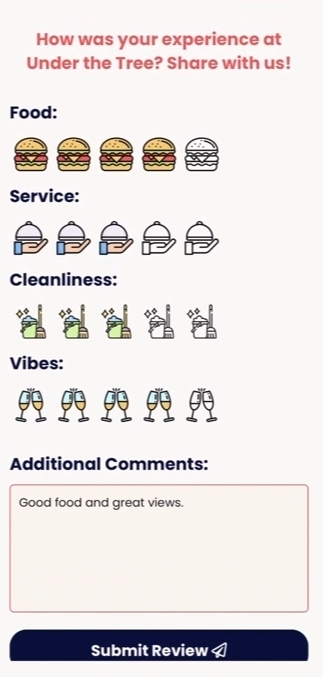 How was your experience at
Under the Tree? Share with us!
Food:
Service:
Cleanliness:
Vibes:
Additional Comments:
Good food and great views.
Submit Review